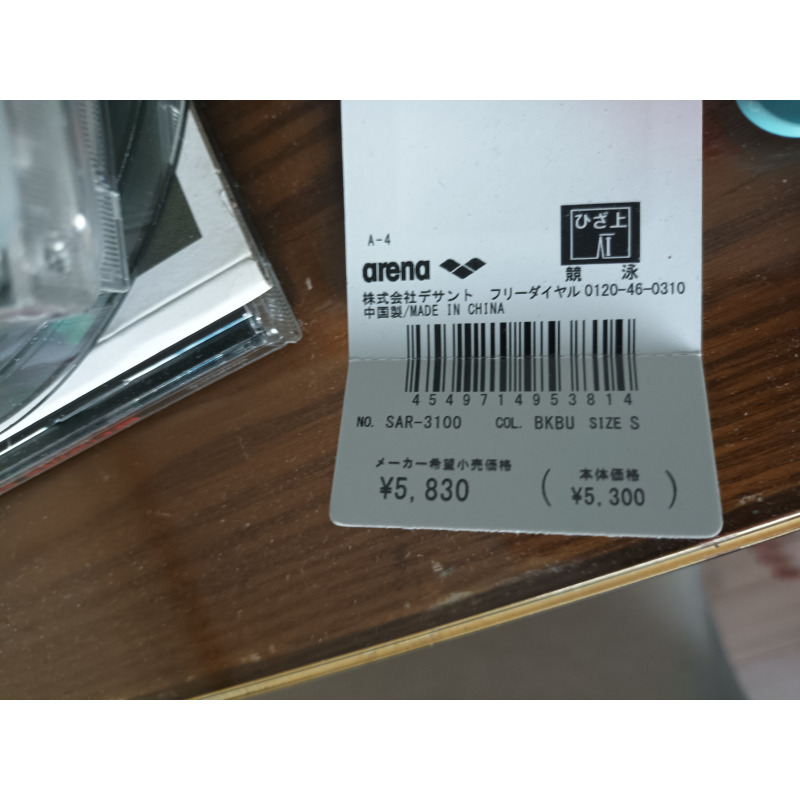 ひざ上
A-4
arena
競 泳
株式会社デサント フリーダイヤル 0120-46-0310
中国製/MADE IN CHINA
4549714953814
NO. SAR-3100 COL. BKBU SIZE S
メーカー希望小売価格
¥5,830
(本体価格
¥5,300)